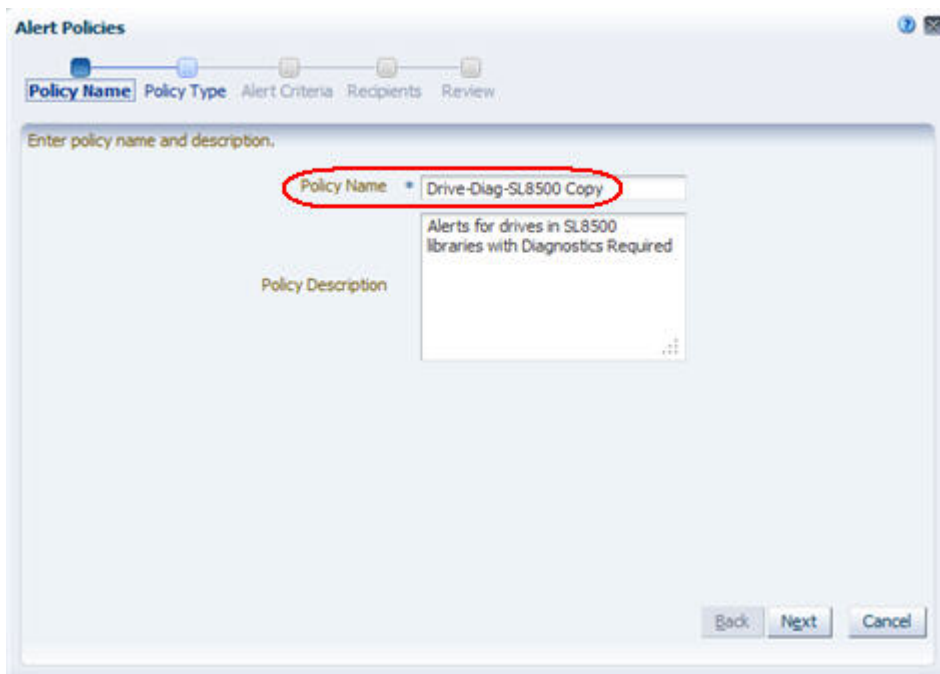 Alert Policies
Policy Name Policy Type Alert Criteria Recipients Review
Enter policy name and description.
Policy Name * Drive-Diag-SL8500 Copy
Policy Description
Alerts for drives in SL8500
libraries with Diagnostics Required
Back Next Cancel